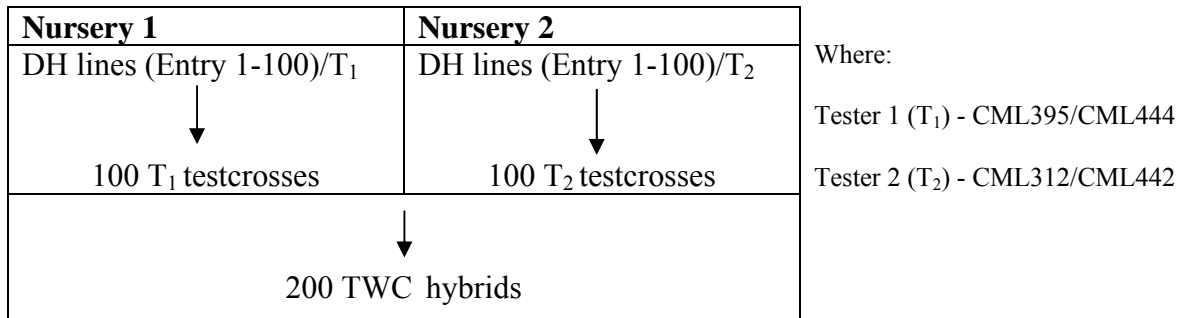 Nursery 1
Nursery 2
DH lines (Entry 1-100)/T₁
DH lines (Entry 1-100)/T₂
100 T₁ testcrosses
100 T₂ testcrosses
200 TWC hybrids
Where:
Tester 1 (T₁) - CML395/CML444
Tester 2 (T₂) - CML312/CML442